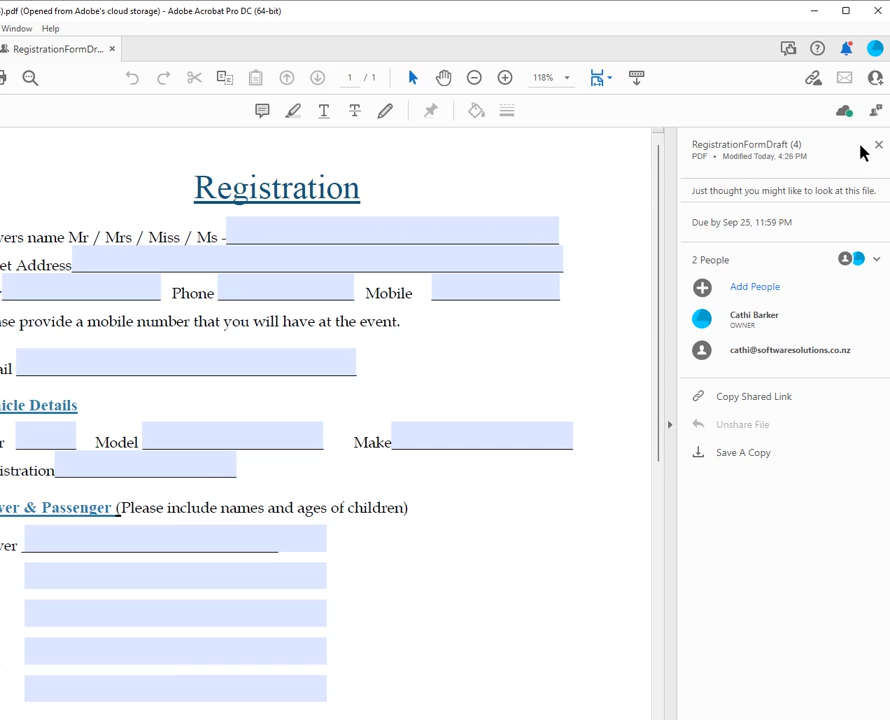 ).pdf (Opened from Adobe's cloud storage) - Adobe Acrobat Pro DC (64-bit)
Window Help
RegistrationFormDr... ×
1 / 1
118%
Registration
vers name Mr / Mrs / Miss / Ms -
et Address
Phone
Mobile
se provide a mobile number that you will have at the event.
ail
icle Details
r
Model
Make
istration
ver & Passenger (Please include names and ages of children)
ver
RegistrationFormDraft (4)
PDF • Modified Today, 4:26 PM
Just thought you might like to look at this file.
Due by Sep 25, 11:59 PM
2 People
Add People
Cathi Barker
OWNER
cathi@softwaresolutions.co.nz
Copy Shared Link
Unshare File
Save A Copy